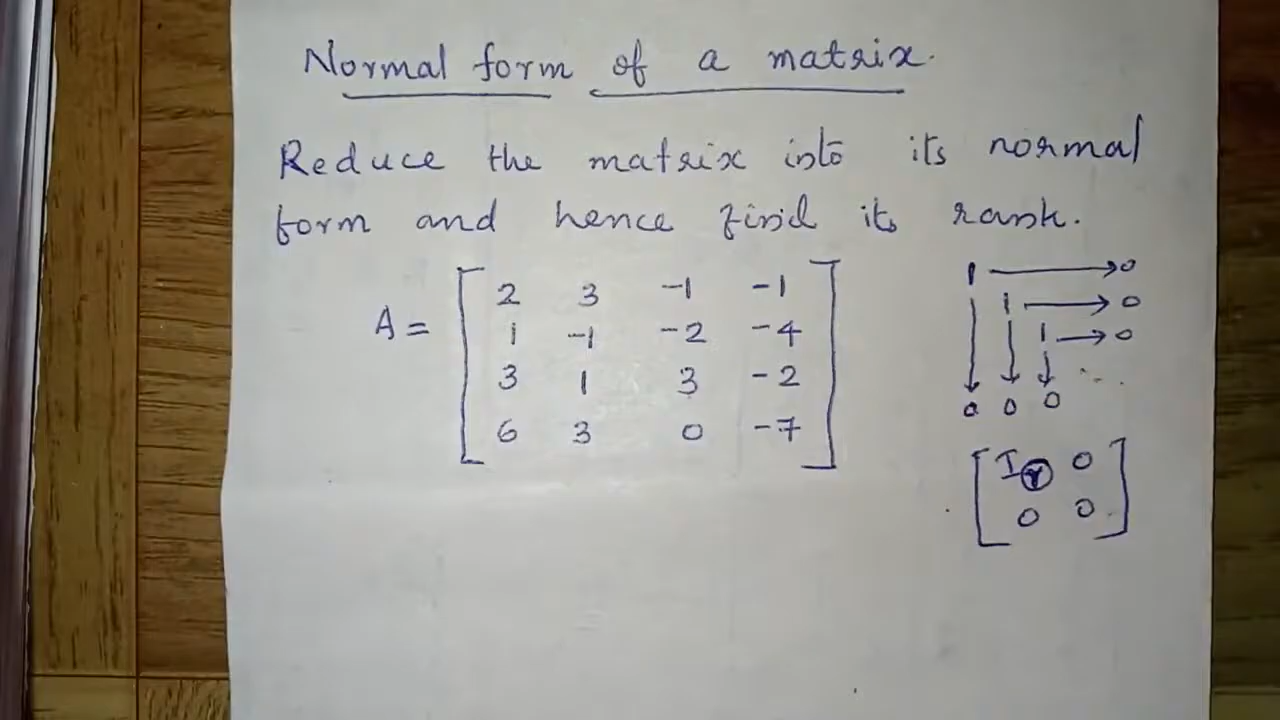 Normal form of a matrix.
Reduce the matrix into its normal
form and hence find its rank.
A = [ 2 3 -1 -1
1 -1 -2 -4
3 1 3 -2
6 3 0 -7 ]
1 → 0
1 → 0
1 → 0
↓ ↓ ↓ ...
0 0 0
[ Ir 0
0 0 ]